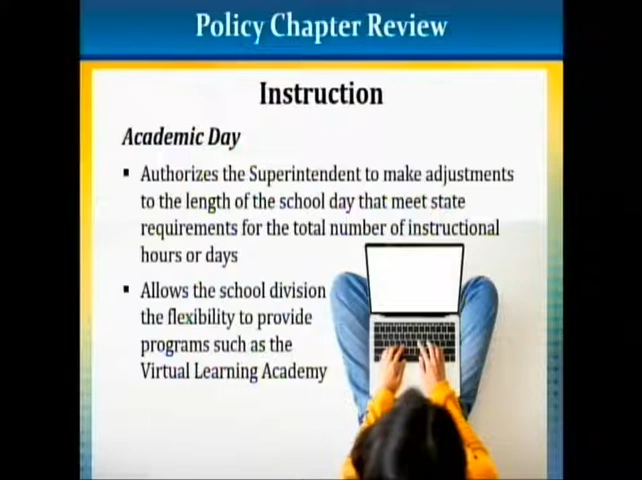 Policy Chapter Review
Instruction
Academic Day
▪ Authorizes the Superintendent to make adjustments
to the length of the school day that meet state
requirements for the total number of instructional
hours or days
▪ Allows the school division
the flexibility to provide
programs such as the
Virtual Learning Academy